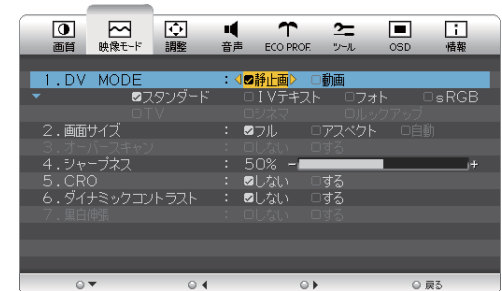 画質 映像モード 調整 音声 ECO PROF. ツール OSD 情報
1.DV MODE : 静止画 動画
スタンダード IVテキスト フォト sRGB
TV シネマ ルックアップ
2.画面サイズ : フル アスペクト 自動
3.オーバースキャン : しない する
4.シャープネス : 50% - +
5.CRO : しない する
6.ダイナミックコントラスト : しない する
7.黒白伸張 : しない する
戻る